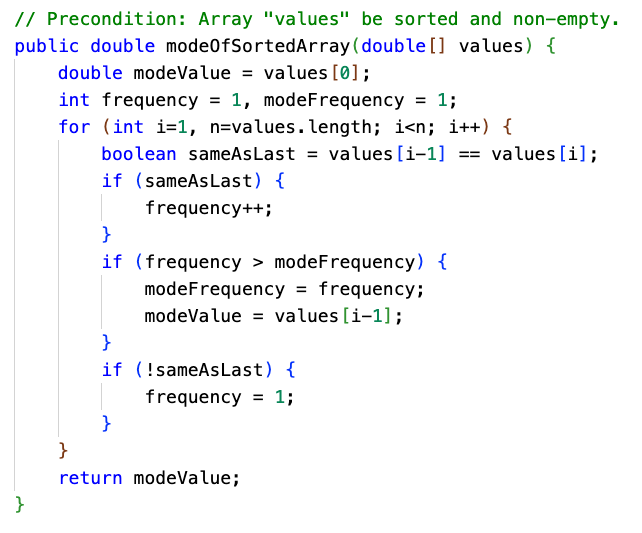 // Precondition: Array "values" be sorted and non-empty.
public double modeOfSortedArray(double[] values) {
    double modeValue = values[0];
    int frequency = 1, modeFrequency = 1;
    for (int i=1, n=values.length; i<n; i++) {
        boolean sameAsLast = values[i-1] == values[i];
        if (sameAsLast) {
            frequency++;
        }
        if (frequency > modeFrequency) {
            modeFrequency = frequency;
            modeValue = values[i-1];
        }
        if (!sameAsLast) {
            frequency = 1;
        }
    }
    return modeValue;
}